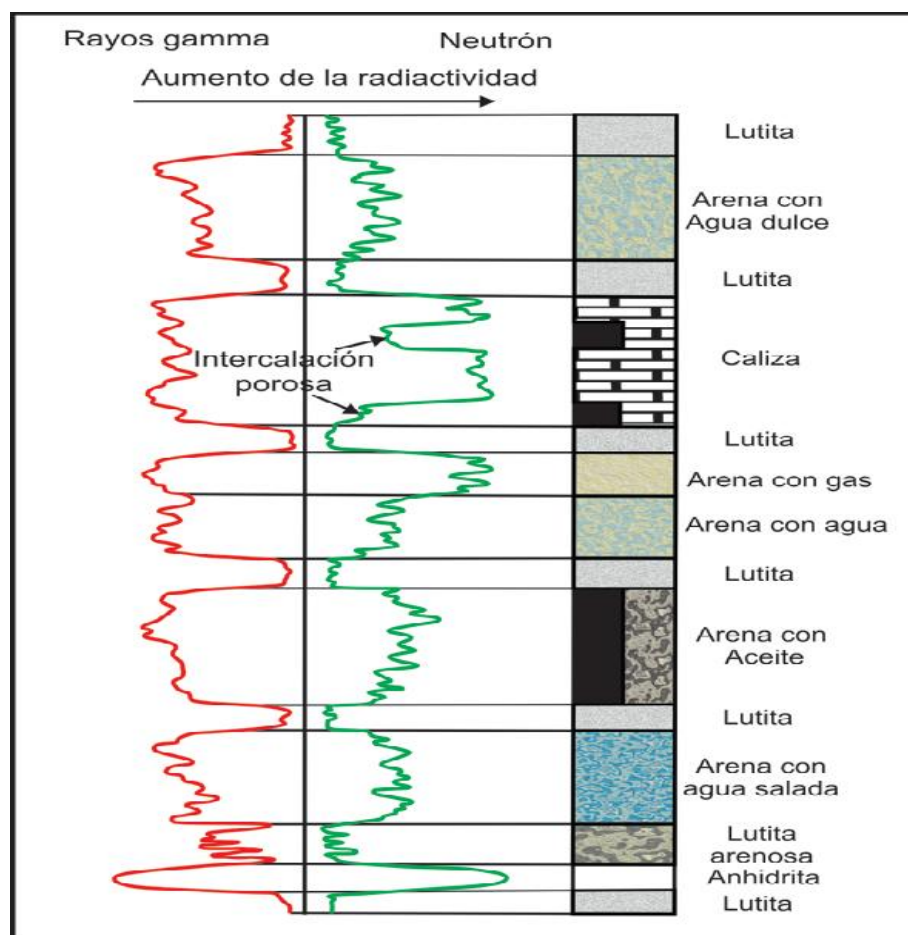 Rayos gamma
Neutrón
Aumento de la radiactividad
Lutita
Arena con
Agua dulce
Lutita
Intercalación
porosa
Caliza
Lutita
Arena con gas
Arena con agua
Lutita
Arena con
Aceite
Lutita
Arena con
agua salada
Lutita
arenosa
Anhidrita
Lutita